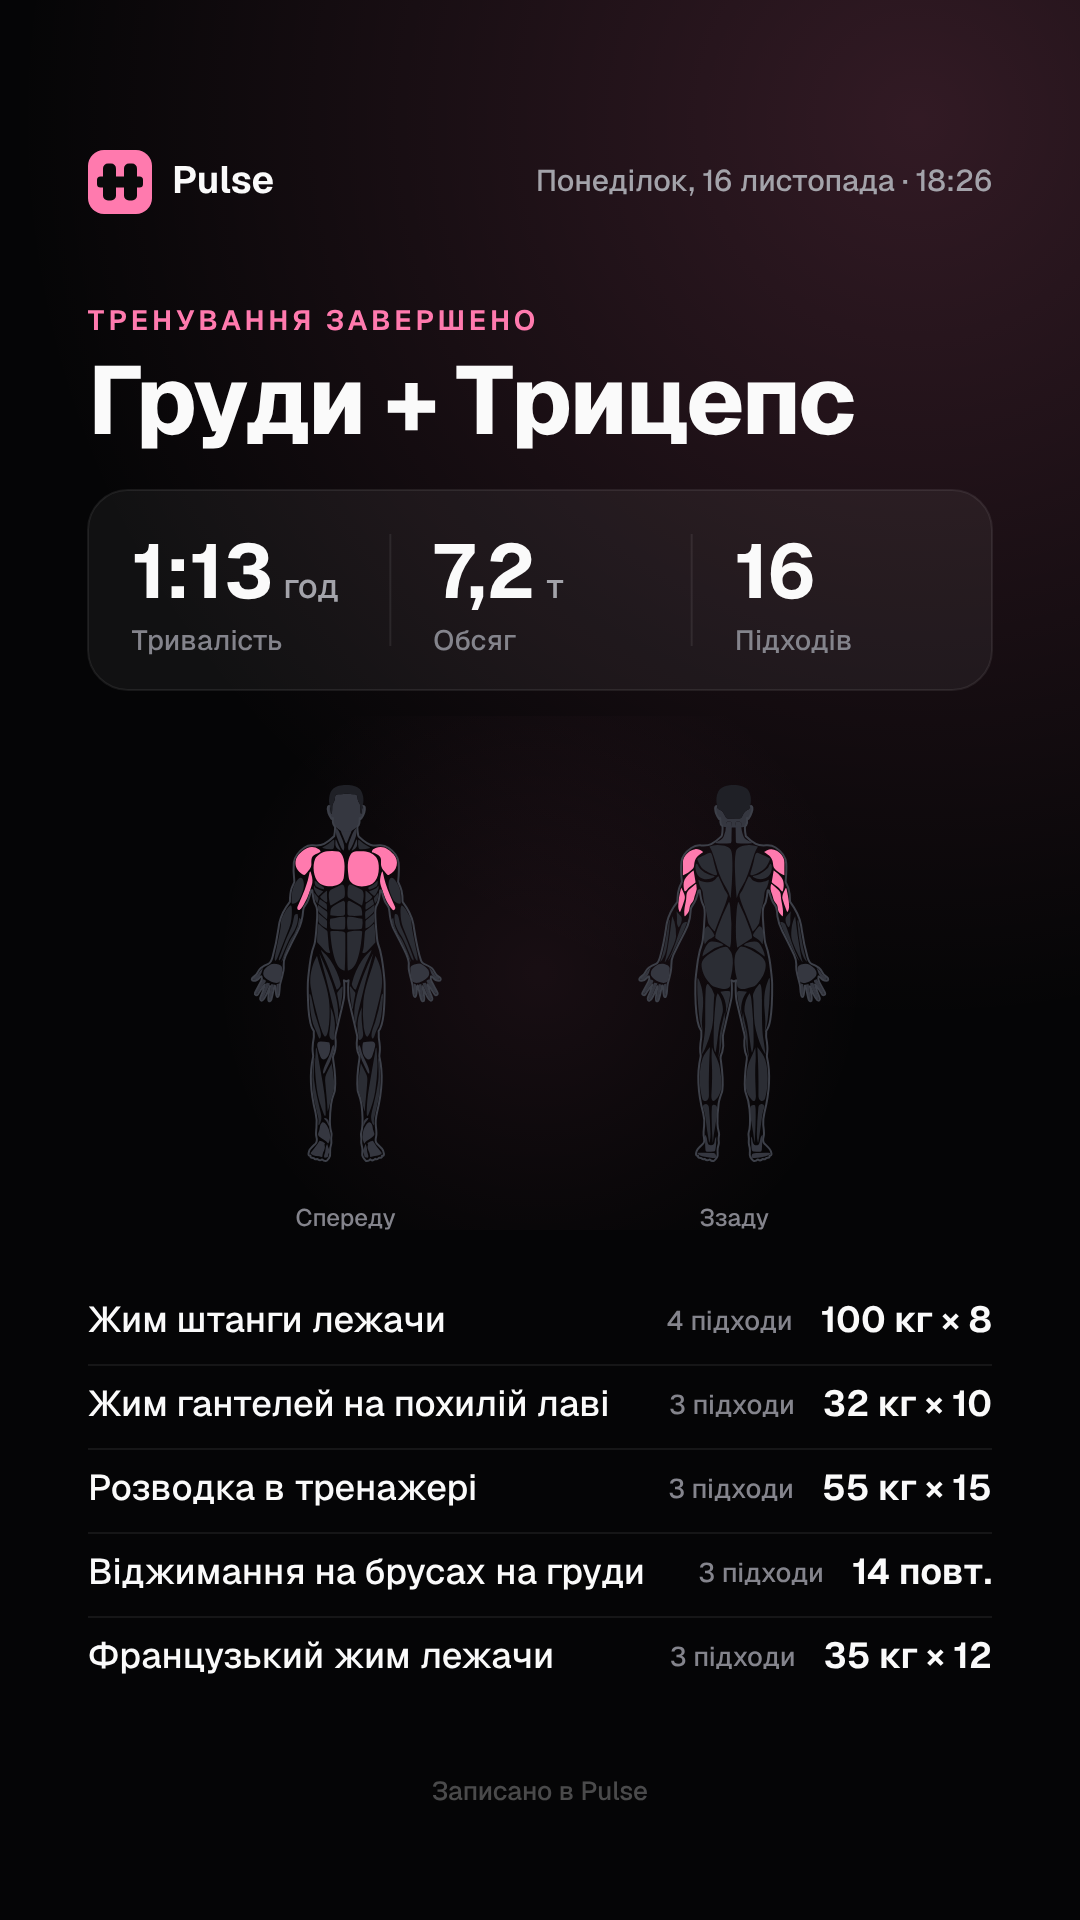 Pulse
Понеділок, 16 листопада · 18:26
ТРЕНУВАННЯ ЗАВЕРШЕНО
Груди + Трицепс
1:13 год
Тривалість
7,2 т
Обсяг
16
Підходів
Спереду
Ззаду
Жим штанги лежачи 4 підходи 100 кг × 8
Жим гантелей на похилій лаві 3 підходи 32 кг × 10
Розводка в тренажері 3 підходи 55 кг × 15
Віджимання на брусах на груди 3 підходи 14 повт.
Французький жим лежачи 3 підходи 35 кг × 12
Записано в Pulse